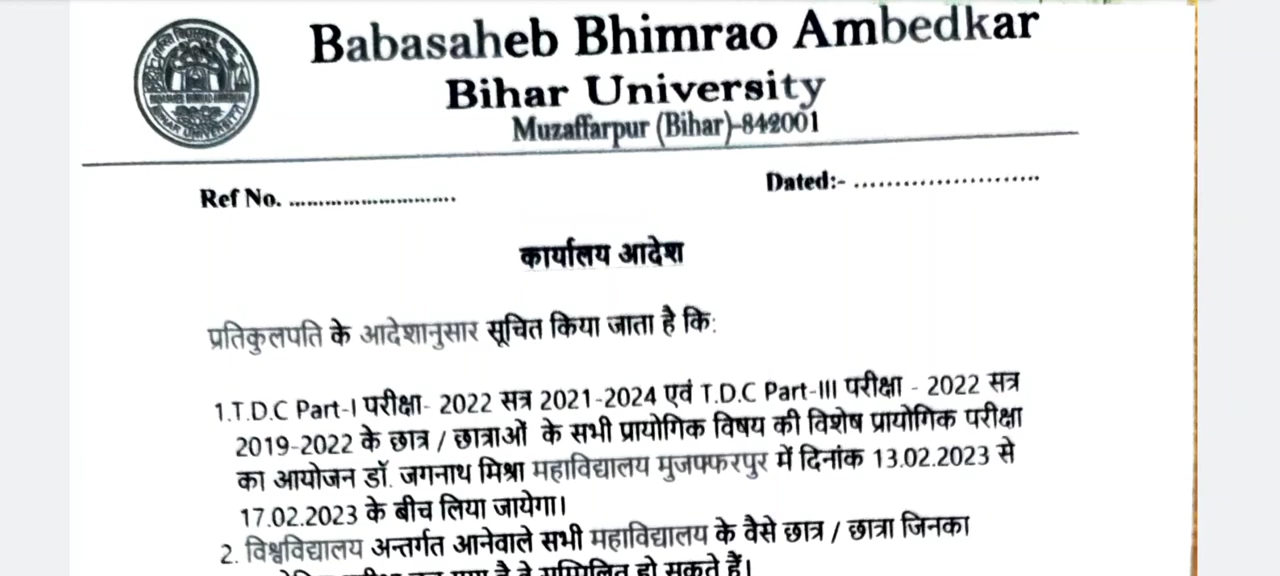 Babasaheb Bhimrao Ambedkar
Bihar University
Muzaffarpur (Bihar)-842001
Ref No. ............................
Dated:- .......................
कार्यालय आदेश
प्रतिकुलपति के आदेशानुसार सूचित किया जाता है कि:
1.T.D.C Part-I परीक्षा- 2022 सत्र 2021-2024 एवं T.D.C Part-III परीक्षा - 2022 सत्र
2019-2022 के छात्र / छात्राओं के सभी प्रायोगिक विषय की विशेष प्रायोगिक परीक्षा
का आयोजन डॉ. जगनाथ मिश्रा महाविद्यालय मुजफ्फरपुर में दिनांक 13.02.2023 से
17.02.2023 के बीच लिया जायेगा।
2. विश्वविद्यालय अन्तर्गत आनेवाले सभी महाविद्यालय के वैसे छात्र / छात्रा जिनका
है वे सम्मिलित हो सकते हैं।